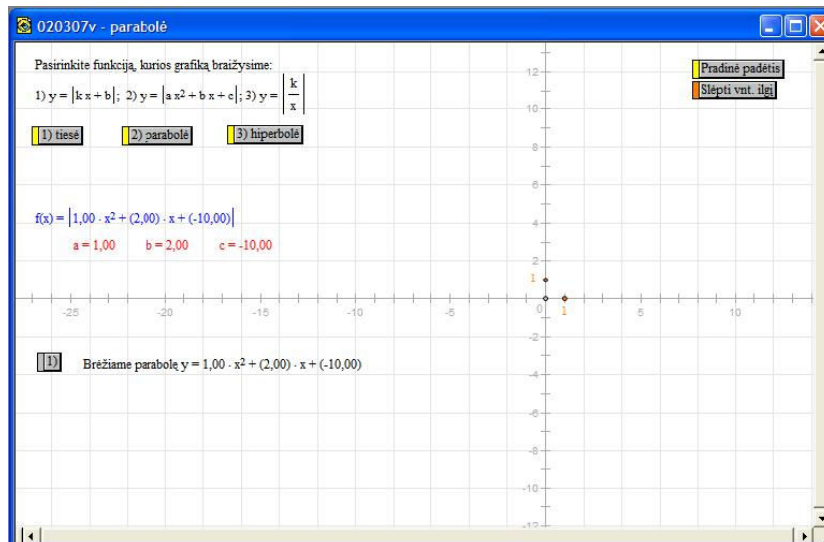 020307v - parabolė
Pasirinkite funkciją, kurios grafiką braižysime:
1) y = |k x + b|; 2) y = |a x² + b x + c|; 3) y = |k/x|
1) tiesė 2) parabolė 3) hiperbolė
Pradinė padėtis
Slėpti vnt. ilgį
f(x) = |1,00 · x² + (2,00) · x + (-10,00)|
a = 1,00 b = 2,00 c = -10,00
1) Brėžiame parabolę y = 1,00 · x² + (2,00) · x + (-10,00)
12
10
8
6
4
2
1
-25 -20 -15 -10 -5 0 1 5 10
-2
-4
-6
-8
-10
-12